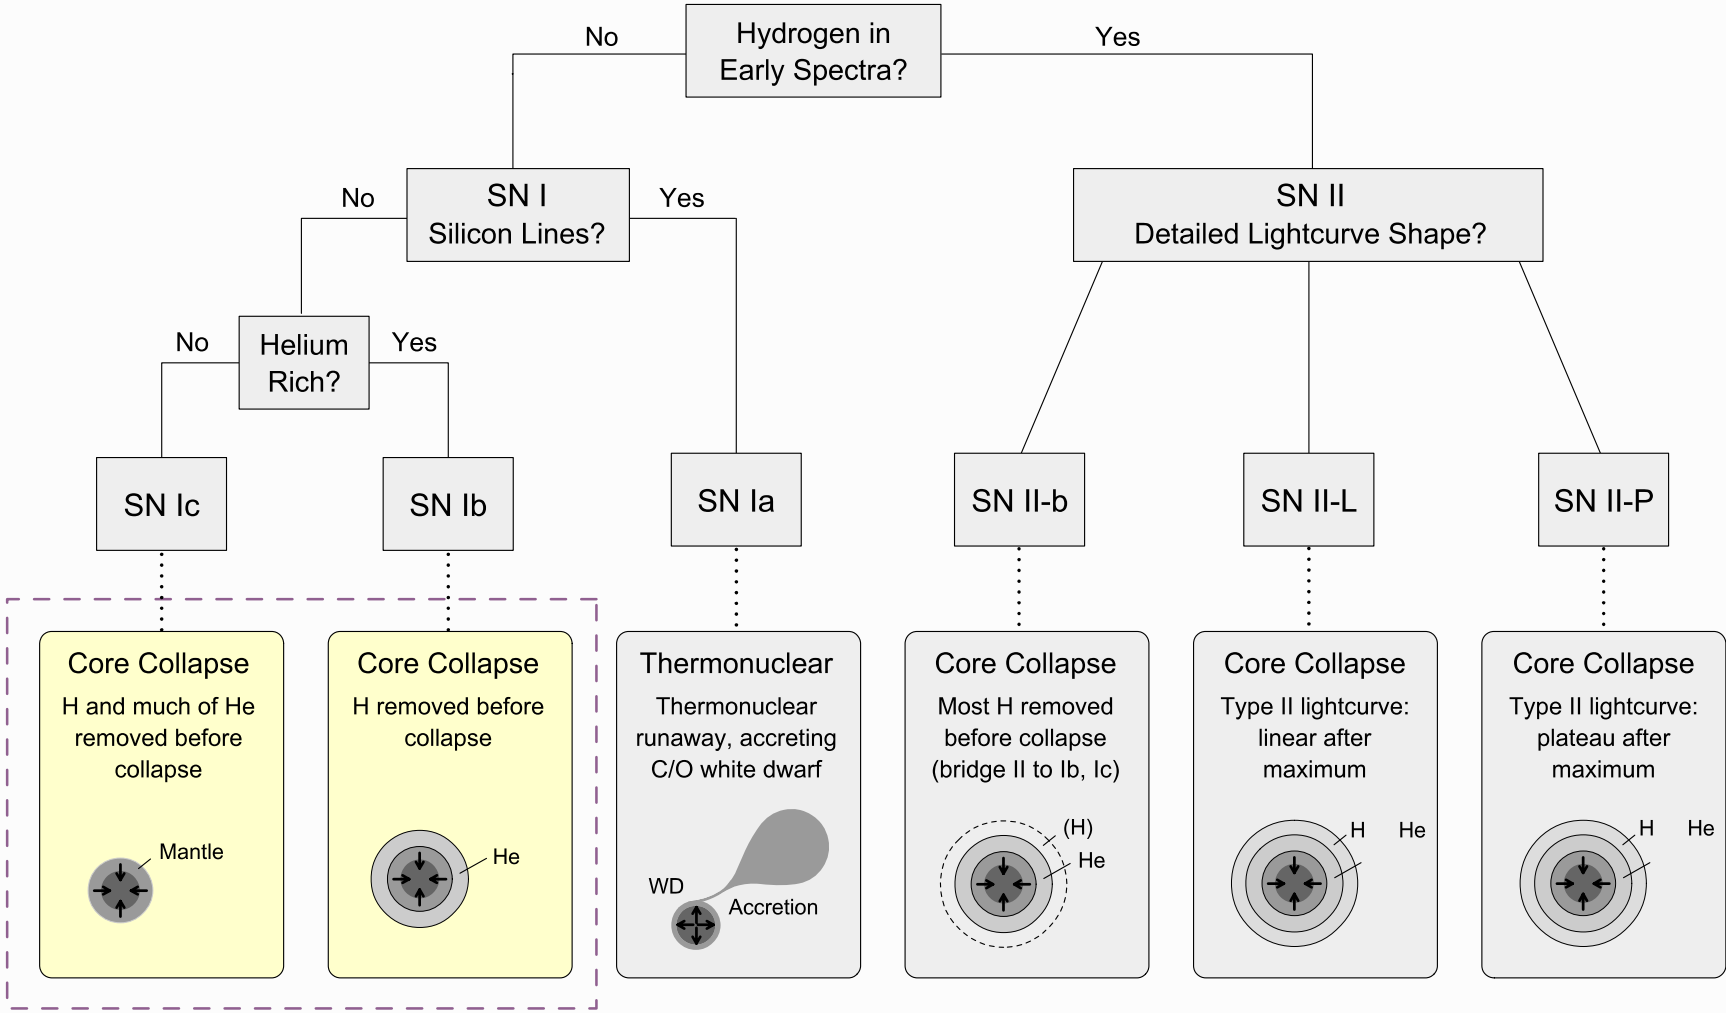 Hydrogen in
Early Spectra?
No
Yes
SN I
Silicon Lines?
No
Yes
SN II
Detailed Lightcurve Shape?
Helium
Rich?
No
Yes
SN Ic
SN Ib
SN Ia
SN II-b
SN II-L
SN II-P
Core Collapse
H and much of He
removed before
collapse
Mantle
Core Collapse
H removed before
collapse
He
Thermonuclear
Thermonuclear
runaway, accreting
C/O white dwarf
WD
Accretion
Core Collapse
Most H removed
before collapse
(bridge II to Ib, Ic)
(H)
He
Core Collapse
Type II lightcurve:
linear after
maximum
H He
Core Collapse
Type II lightcurve:
plateau after
maximum
H He